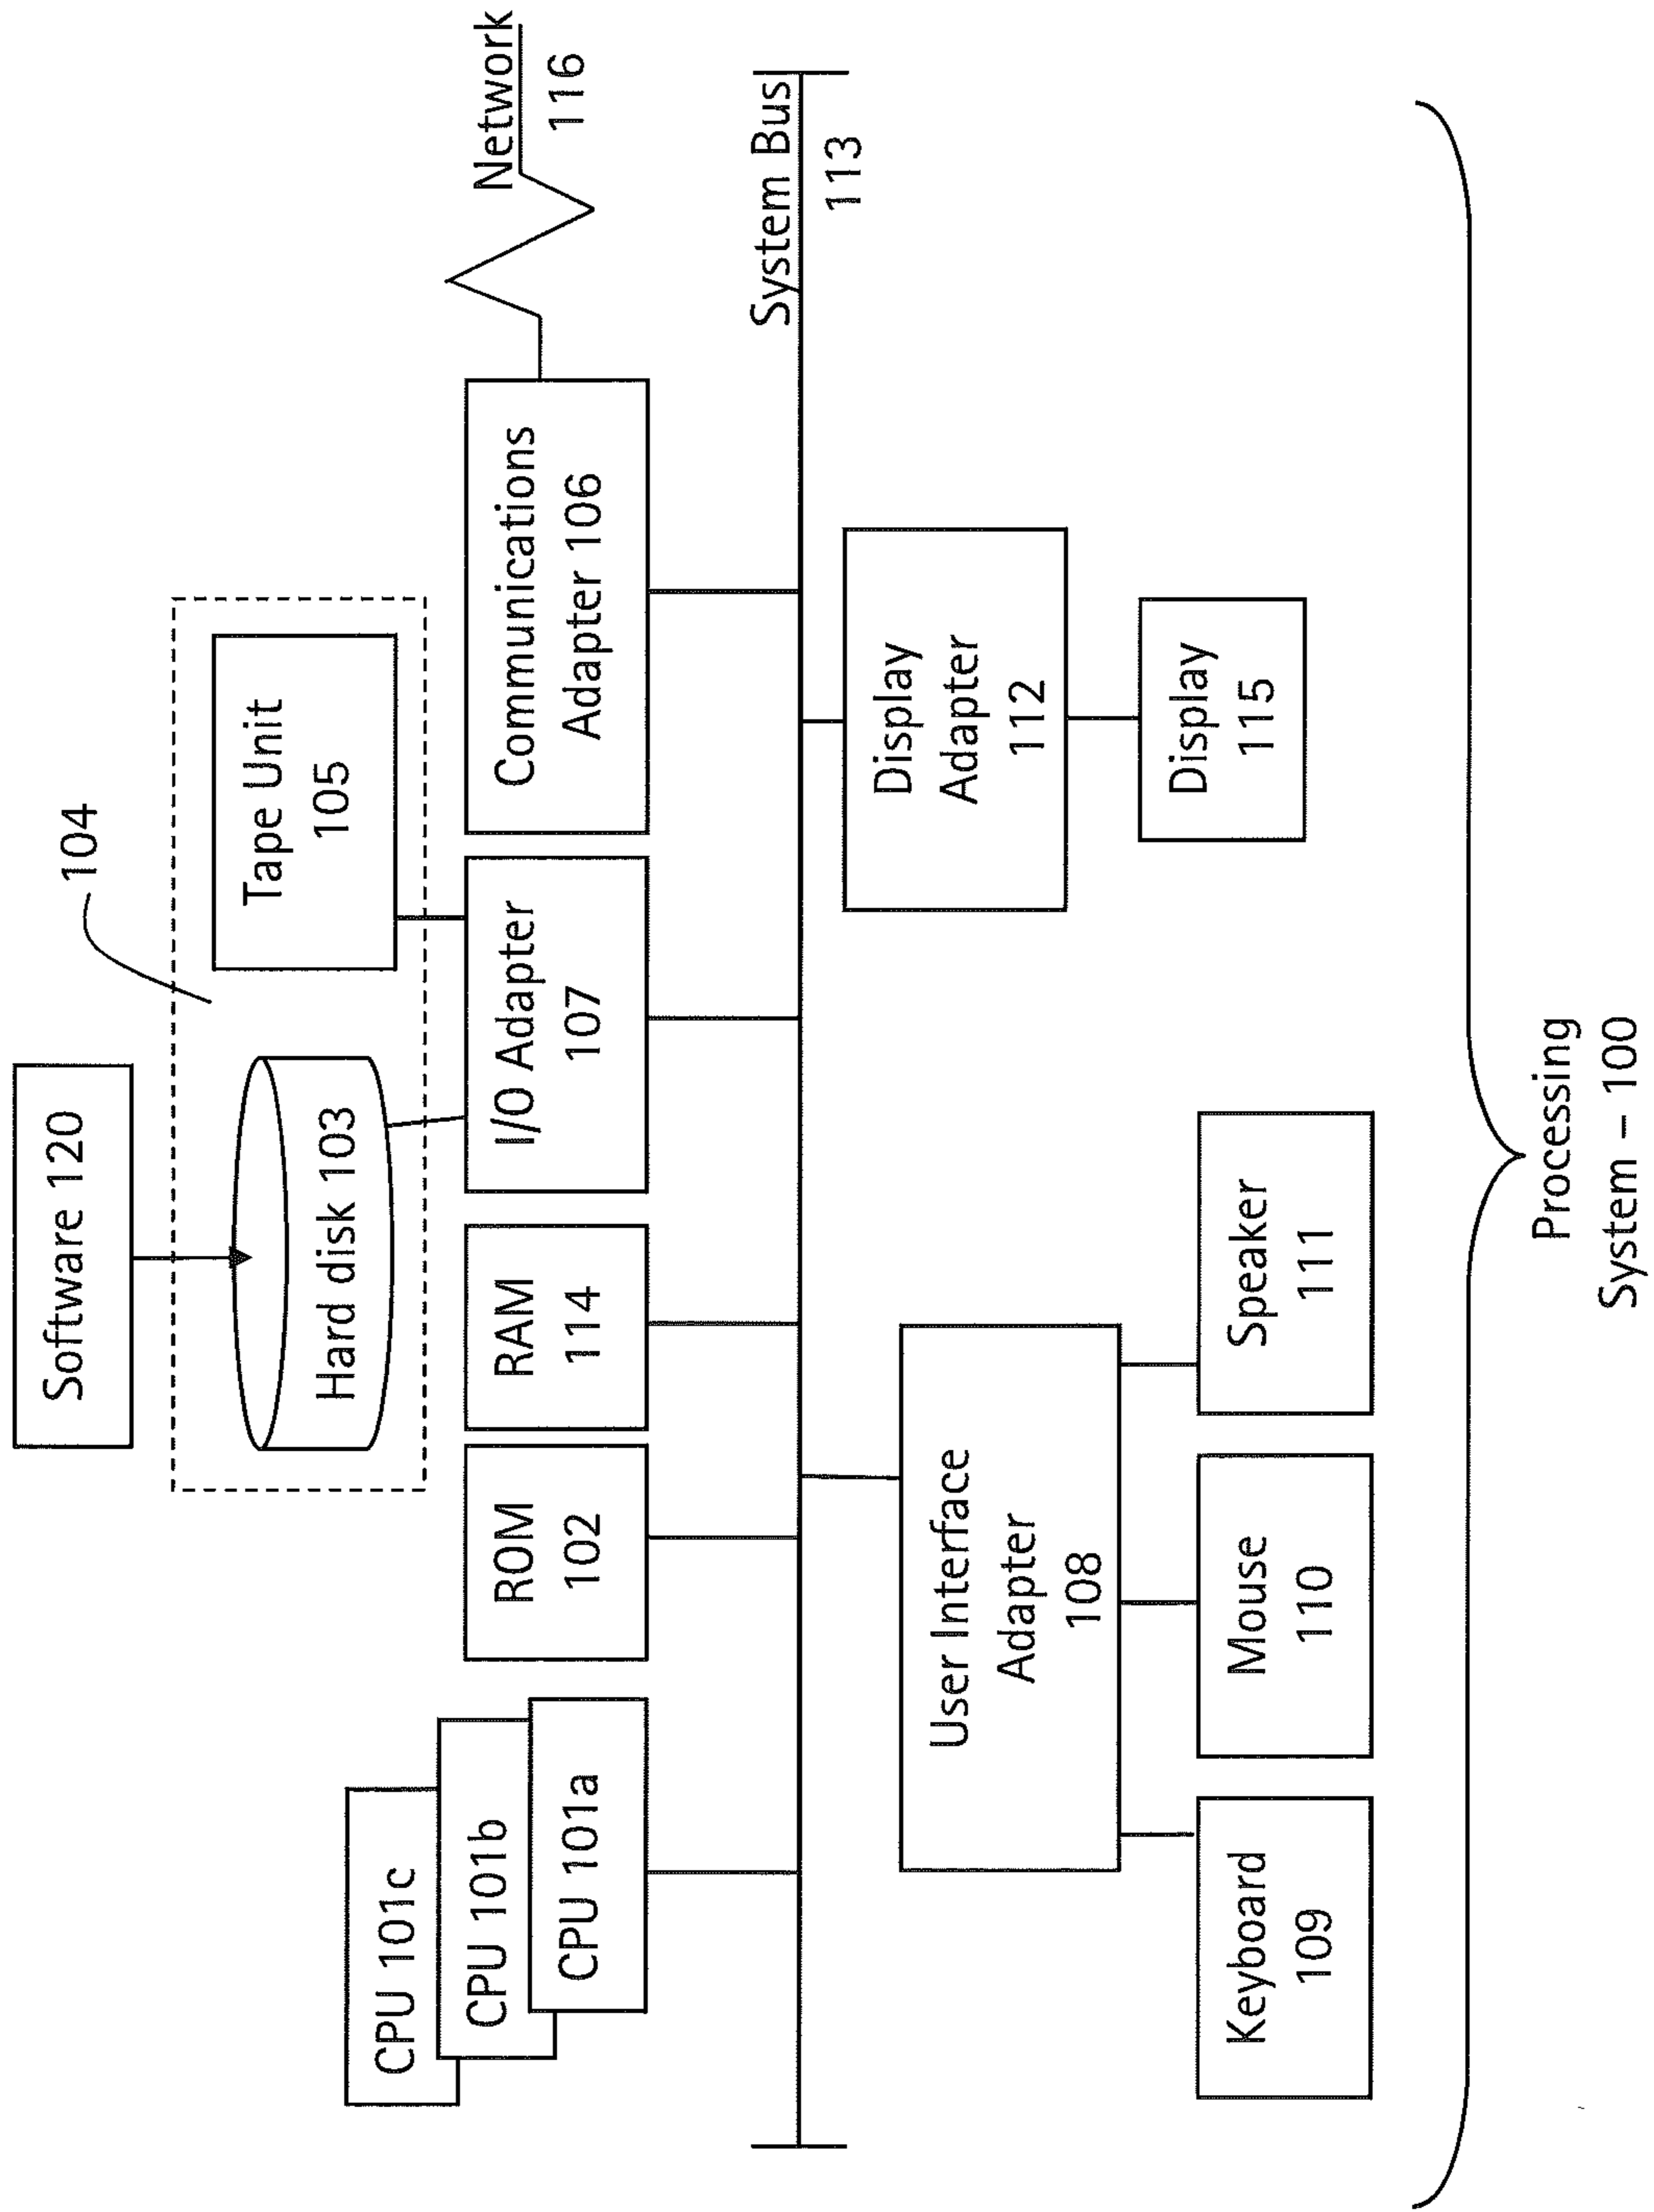 Software 120
104
Hard disk 103
Tape Unit
105
CPU 101c
CPU 101b
CPU 101a
ROM
102
RAM
114
I/O Adapter
107
Communications
Adapter 106
Network
116
System Bus
113
User Interface
Adapter
108
Display
Adapter
112
Keyboard
109
Mouse
110
Speaker
111
Display
115
Processing
System – 100